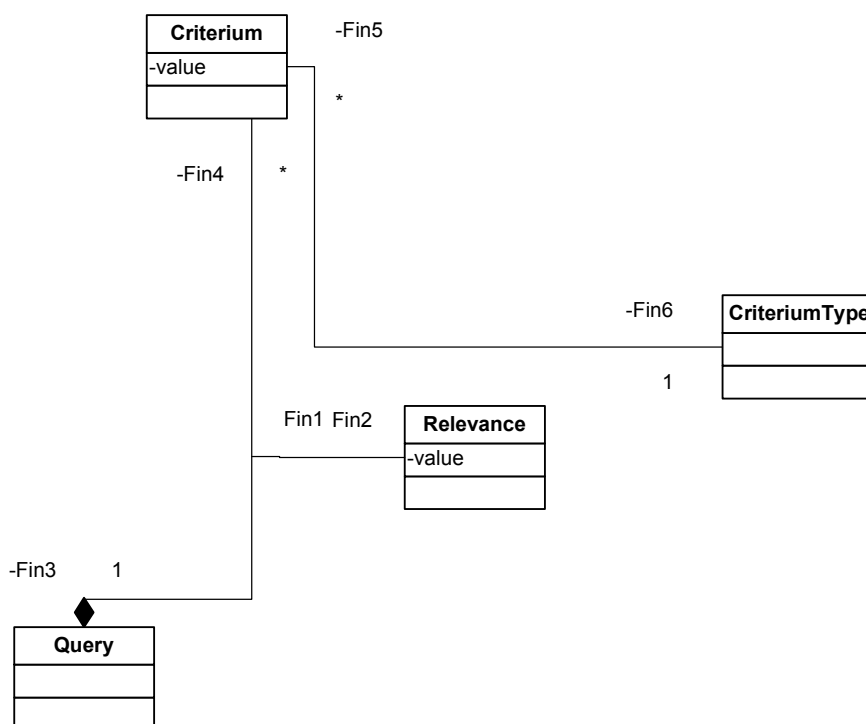 Criterium
-Fin5
-value
*
-Fin4
*
-Fin6
CriteriumType
1
Fin1 Fin2
Relevance
-value
-Fin3
1
Query